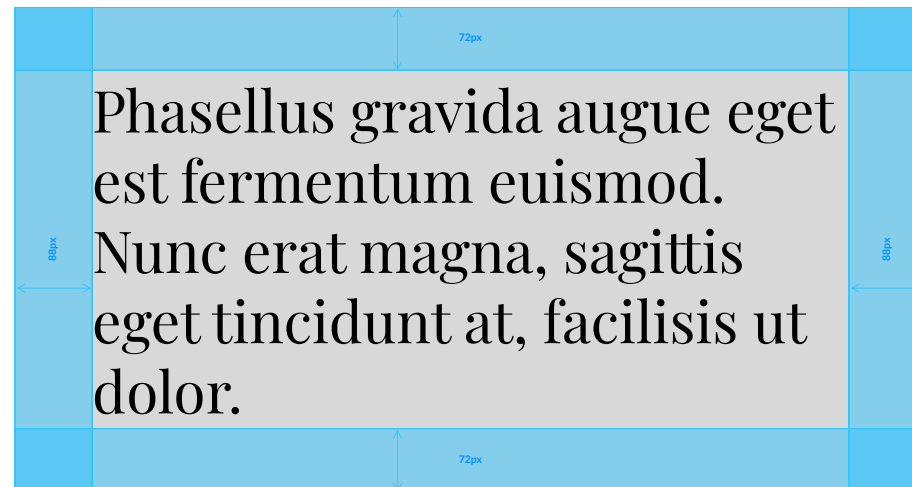 72px
Phasellus gravida augue eget
est fermentum euismod.
Nunc erat magna, sagittis
eget tincidunt at, facilisis ut
dolor.
88px
88px
72px